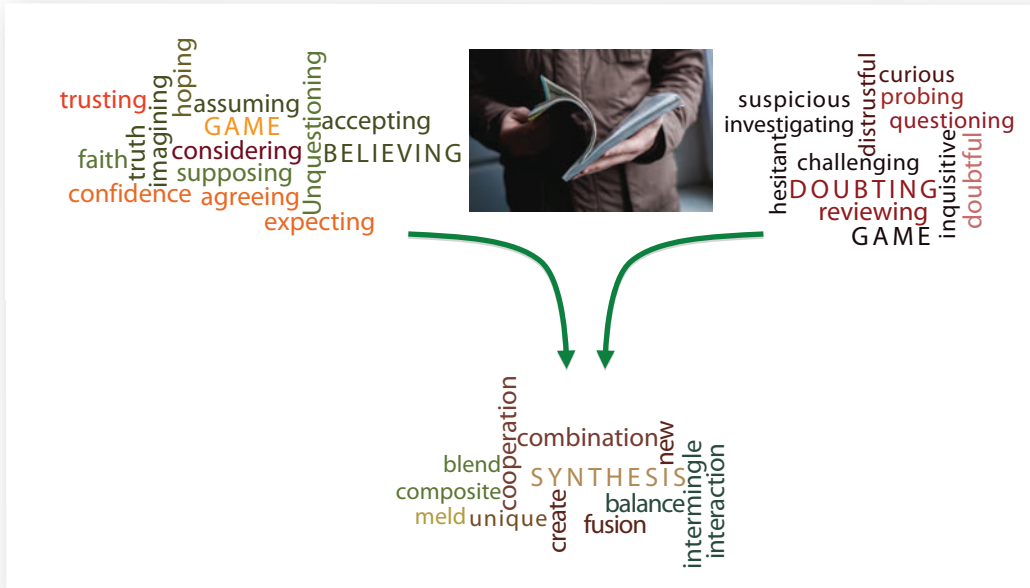 hoping
imagining
trusting
assuming
GAME
truth
Unquestioning
accepting
considering
BELIEVING
faith
supposing
confidence
agreeing
expecting
distrustful
curious
suspicious
probing
investigating
questioning
hesitant
challenging
inquisitive
doubtful
DOUBTING
reviewing
GAME
cooperation
combination
new
blend
SYNTHESIS
intermingle
interaction
composite
create
balance
meld
unique
fusion